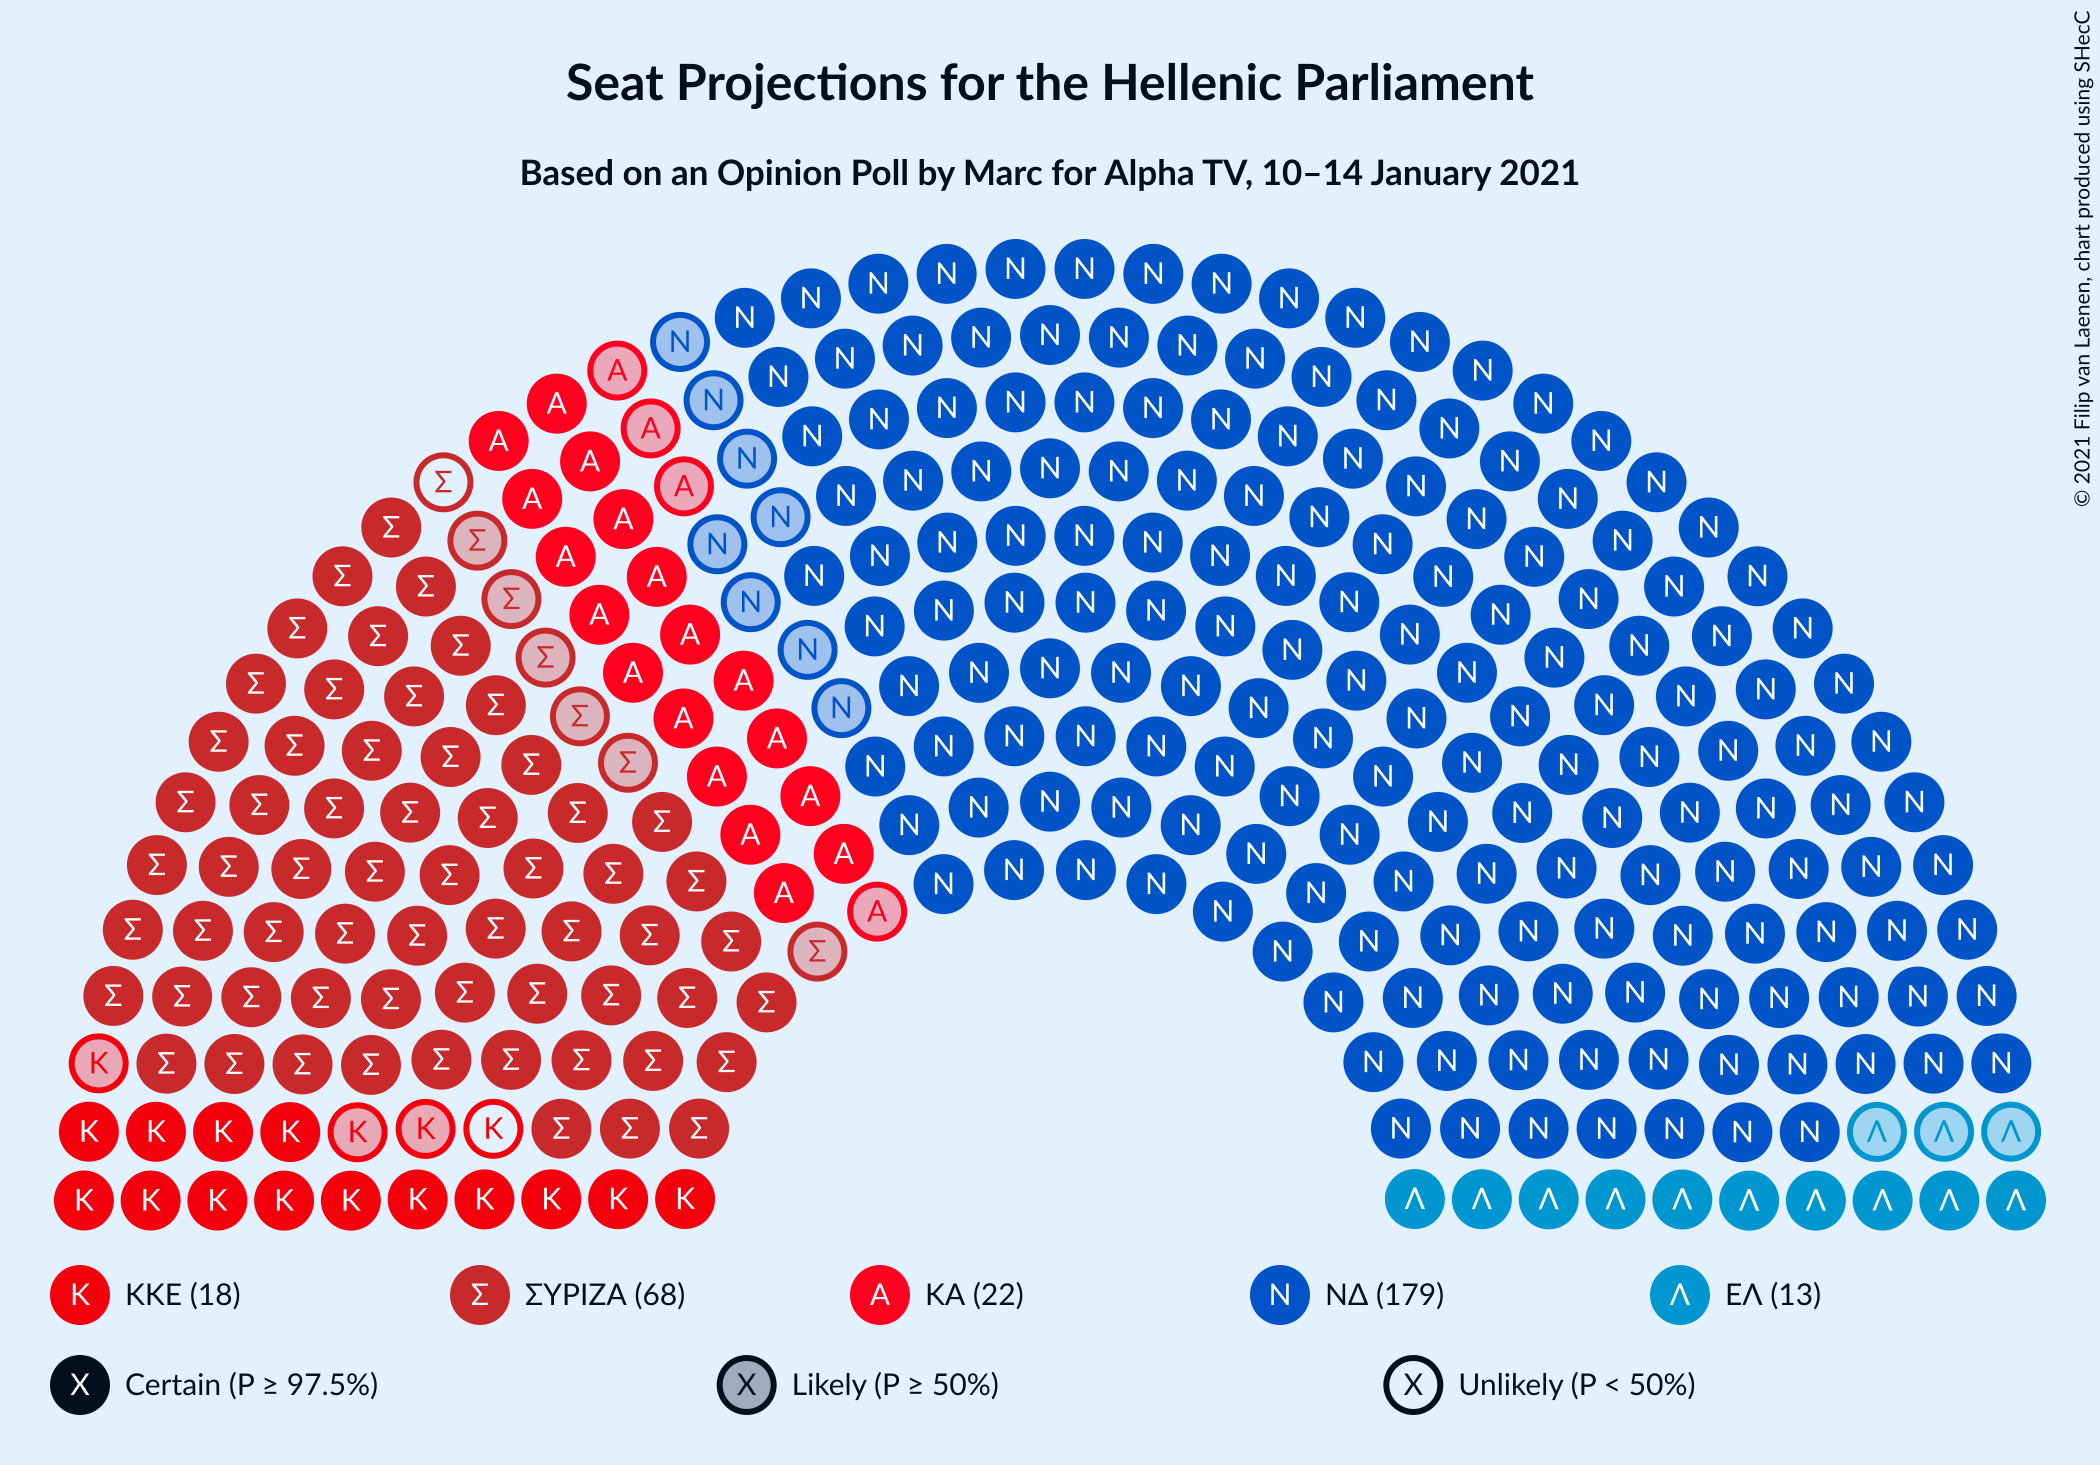 Seat Projections for the Hellenic Parliament
Based on an Opinion Poll by Marc for Alpha TV, 10–14 January 2021
© 2021 Filip van Laenen, chart produced using SHecC
Κ ΚΚΕ (18) Σ ΣΥΡΙΖΑ (68) Α ΚΑ (22) Ν ΝΔ (179) Λ ΕΛ (13)
X Certain (P ≥ 97.5%) X Likely (P ≥ 50%) X Unlikely (P < 50%)